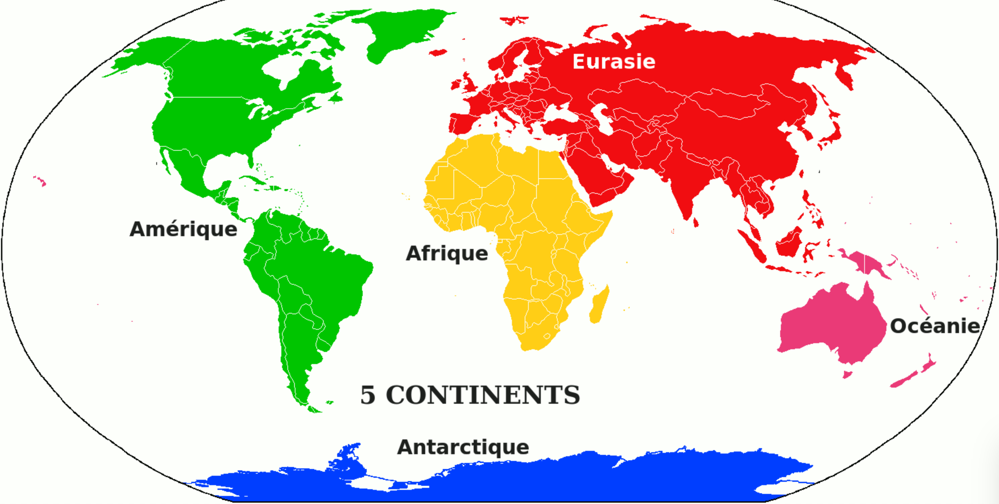 Eurasie
Amérique
Afrique
Océanie
5 CONTINENTS
Antarctique